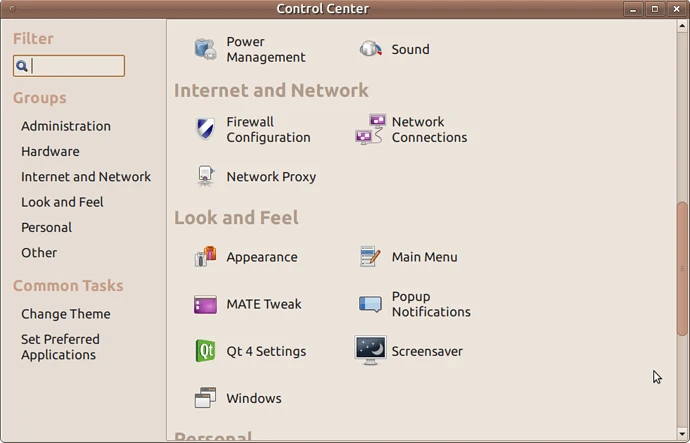 Control Center
Filter
Groups
Administration
Hardware
Internet and Network
Look and Feel
Personal
Other
Common Tasks
Change Theme
Set Preferred
Applications
Power
Management
Sound
Internet and Network
Firewall
Configuration
Network
Connections
Network Proxy
Look and Feel
Appearance
Main Menu
MATE Tweak
Popup
Notifications
Qt 4 Settings
Screensaver
Windows
Personal